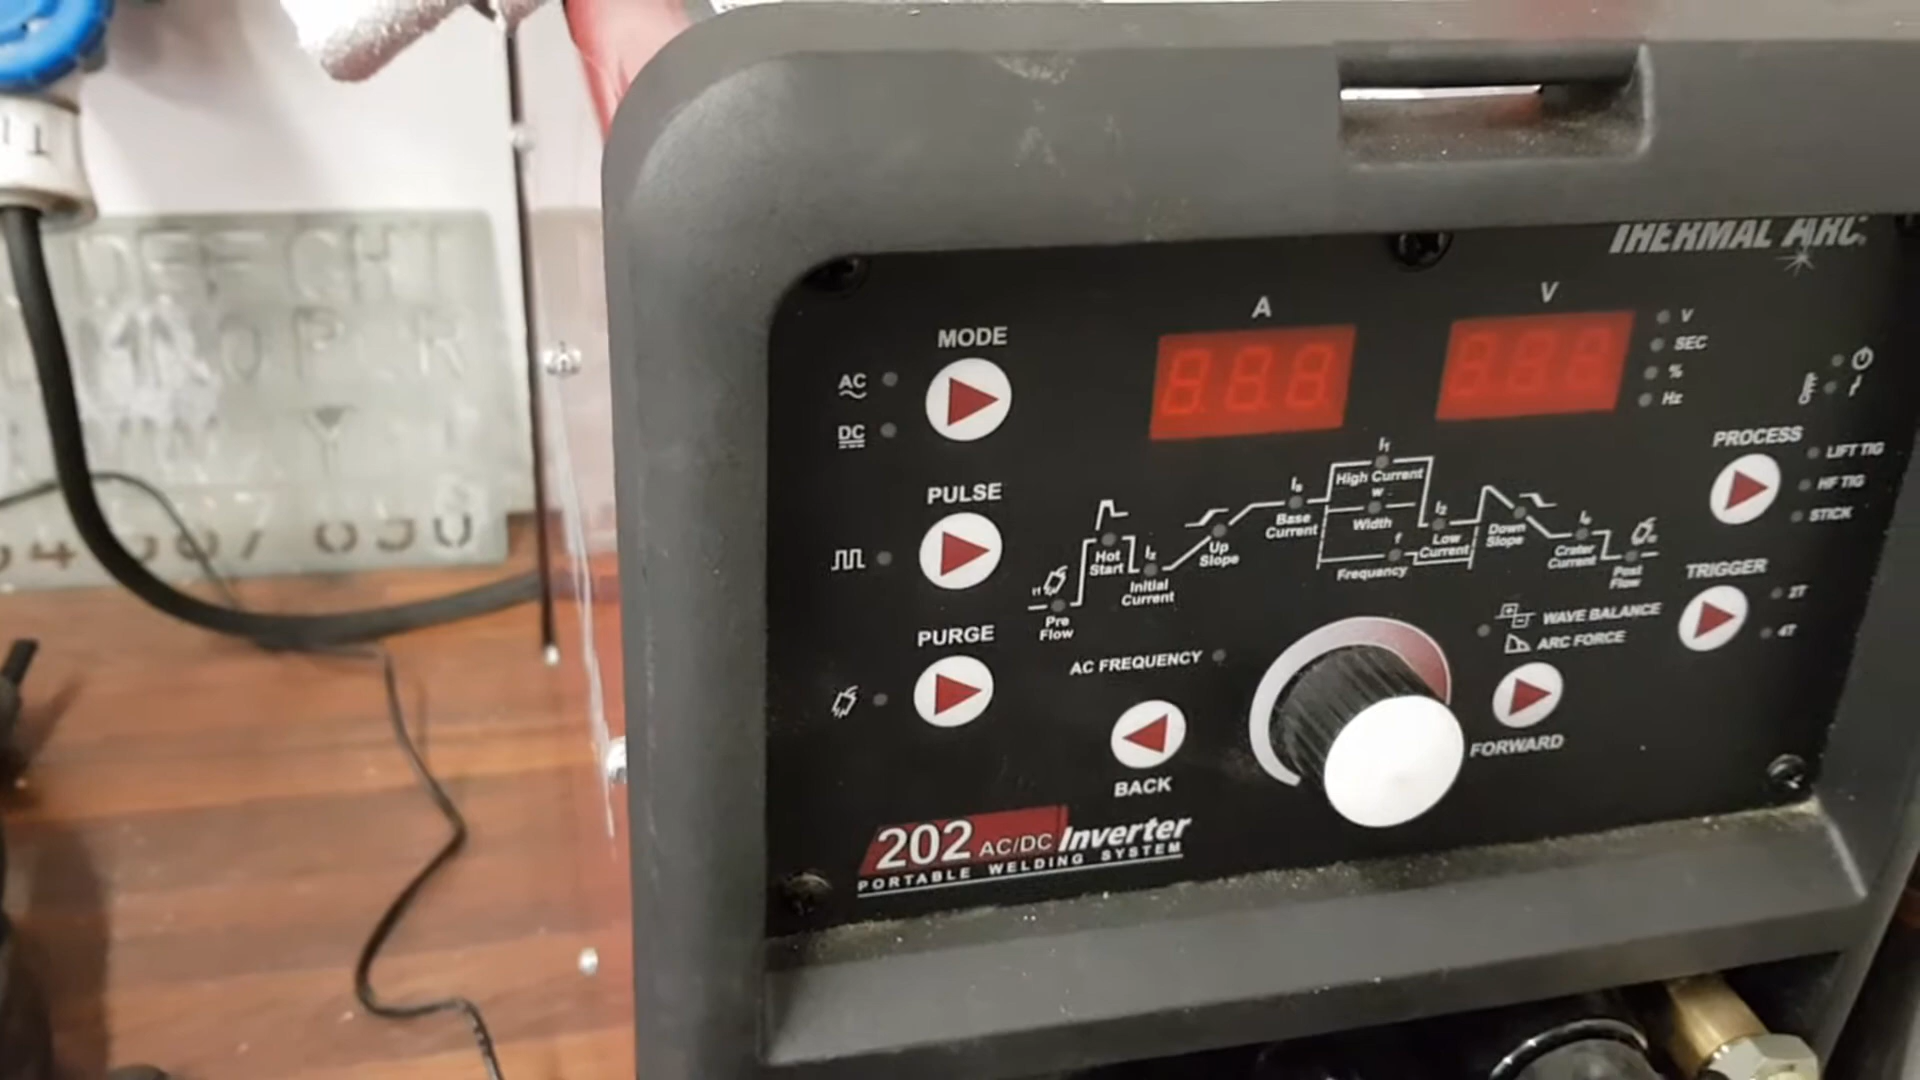 THERMAL ARC
A
V
V
SEC
%
Hz
MODE
AC
DC
PULSE
PURGE
PROCESS
LIFT TIG
HF TIG
STICK
TRIGGER
2T
4T
I1
High Current
W
Width
f
Frequency
Base
Current
I2
Low
Current
Hot
Start
Initial
Current
Up
Slope
Down
Slope
Crater
Current
Post
Flow
Pre
Flow
WAVE BALANCE
ARC FORCE
AC FREQUENCY
BACK
FORWARD
202 AC/DC Inverter
PORTABLE WELDING SYSTEM